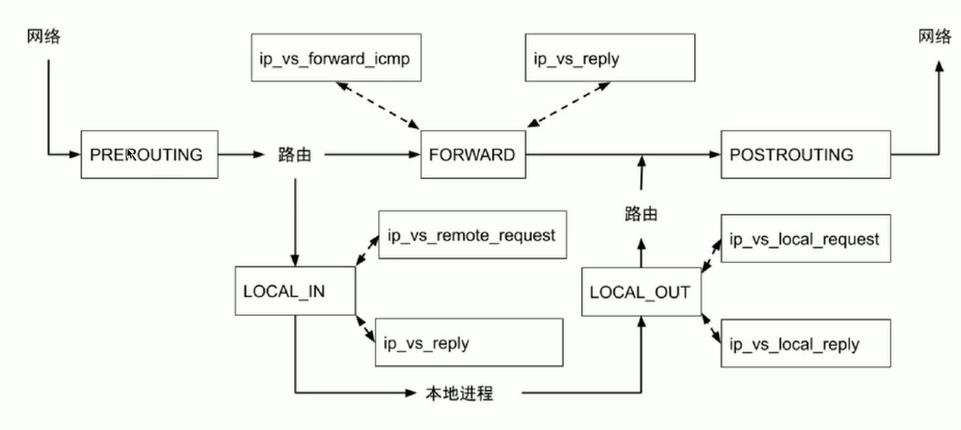 网络
网络
ip_vs_forward_icmp
ip_vs_reply
PREROUTING
路由
FORWARD
POSTROUTING
路由
ip_vs_remote_request
ip_vs_local_request
LOCAL_IN
LOCAL_OUT
ip_vs_reply
ip_vs_local_reply
本地进程